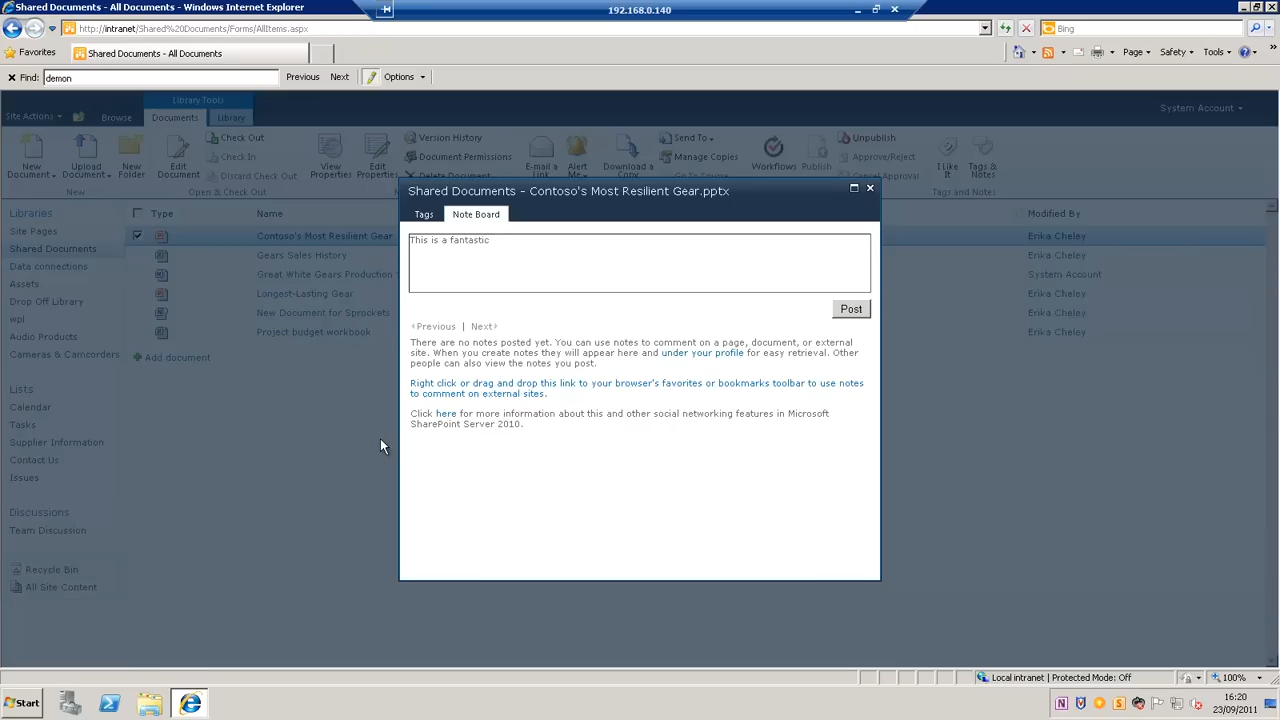 Shared Documents - All Documents - Windows Internet Explorer
192.168.0.140
http://intranet/Shared%20Documents/Forms/AllItems.aspx
Bing
Favorites
Shared Documents - All Documents
Page
Safety
Tools
Find:
demon
Previous
Next
Options
Library Tools
Site Actions
Browse
Documents
Library
System Account
New Document
Upload Document
New Folder
New
Edit Document
Check Out
Check In
Discard Check Out
Open & Check Out
View Properties
Edit Properties
Version History
Document Permissions
Delete Document
E-mail a Link
Alert Me
Download a Copy
Send To
Manage Copies
Go To Source
Workflows
Publish
Unpublish
Approve/Reject
Cancel Approval
I Like It
Tags & Notes
Tags and Notes
Libraries
Site Pages
Shared Documents
Data connections
Assets
Drop Off Library
wpl
Audio Products
Cameras & Camcorders
Lists
Calendar
Tasks
Supplier Information
Contact Us
Issues
Discussions
Team Discussion
Recycle Bin
All Site Content
Type
Name
Modified By
Contoso's Most Resilient Gear
Erika Cheley
Gears Sales History
Erika Cheley
Great White Gears Production
System Account
Longest-Lasting Gear
Erika Cheley
New Document for Sprockets
Erika Cheley
Project budget workbook
Erika Cheley
Add document
Shared Documents - Contoso's Most Resilient Gear.pptx
Tags
Note Board
This is a fantastic
Post
Previous | Next
There are no notes posted yet. You can use notes to comment on a page, document, or external
site. When you create notes they will appear here and under your profile for easy retrieval. Other
people can also view the notes you post.
Right click or drag and drop this link to your browser's favorites or bookmarks toolbar to use notes
to comment on external sites.
Click here for more information about this and other social networking features in Microsoft
SharePoint Server 2010.
Local intranet | Protected Mode: Off
100%
Start
16:20
23/09/2011